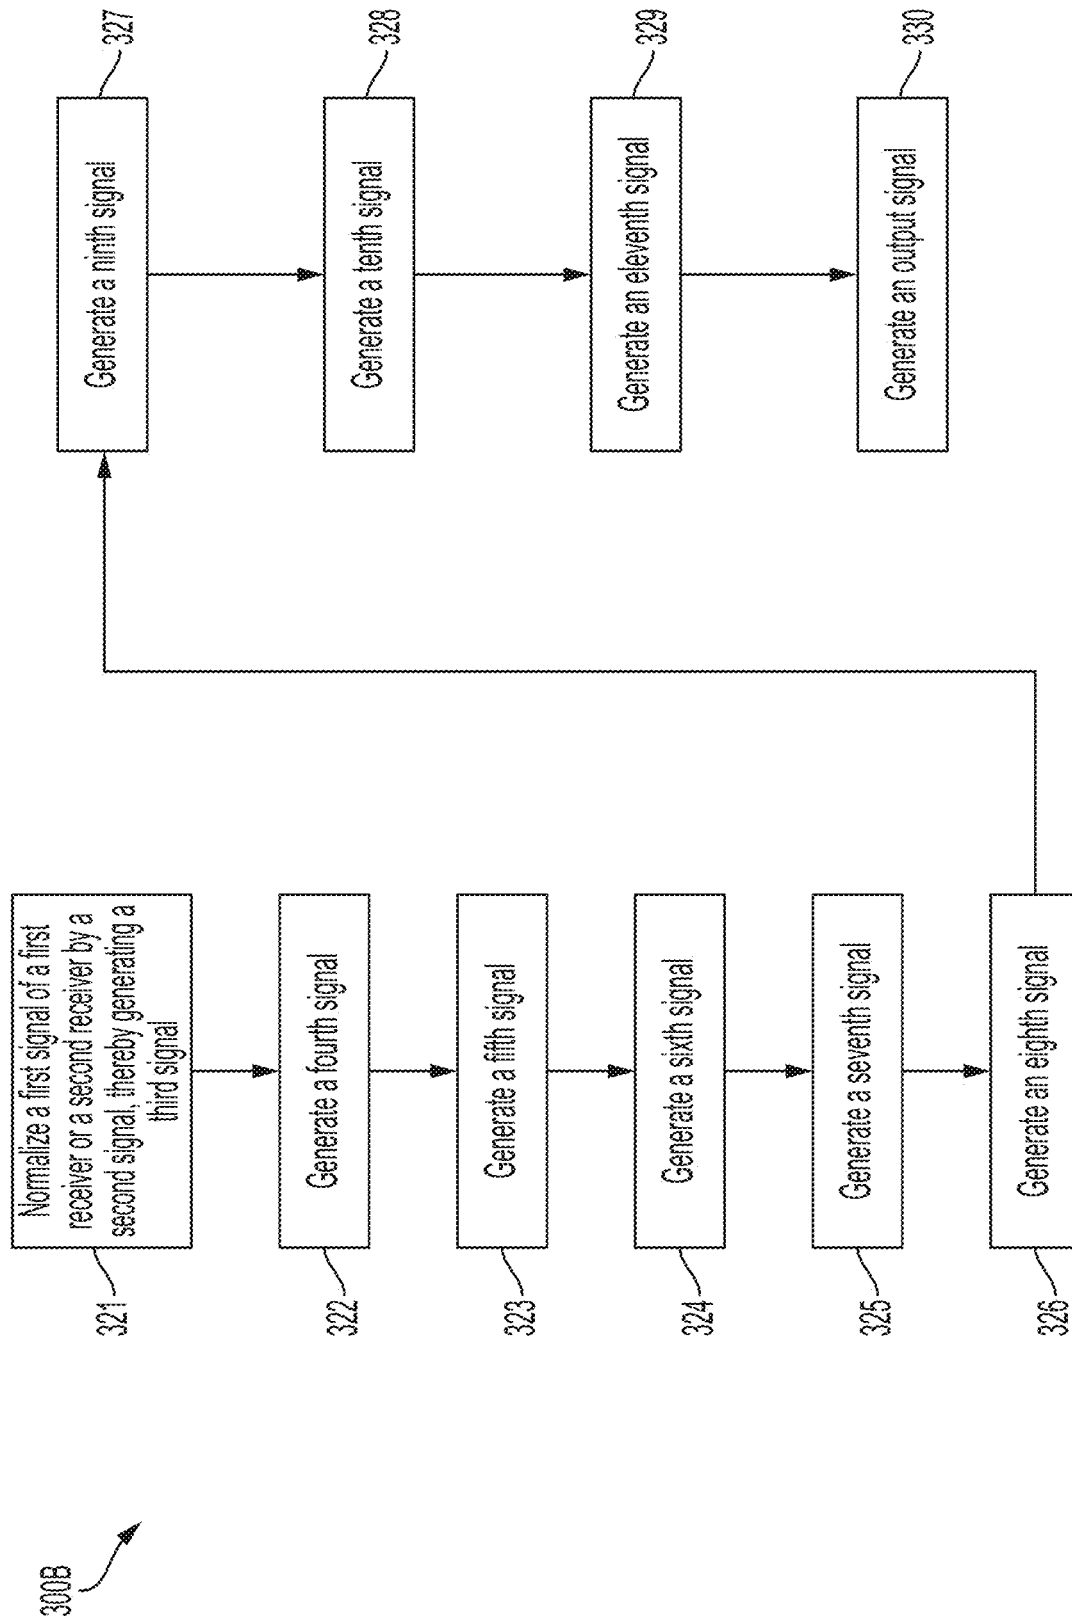 300B
321
Normalize a first signal of a first
receiver or a second receiver by a
second signal, thereby generating a
third signal
322
Generate a fourth signal
323
Generate a fifth signal
324
Generate a sixth signal
325
Generate a seventh signal
326
Generate an eighth signal
Generate a ninth signal
327
Generate a tenth signal
328
Generate an eleventh signal
329
Generate an output signal
330